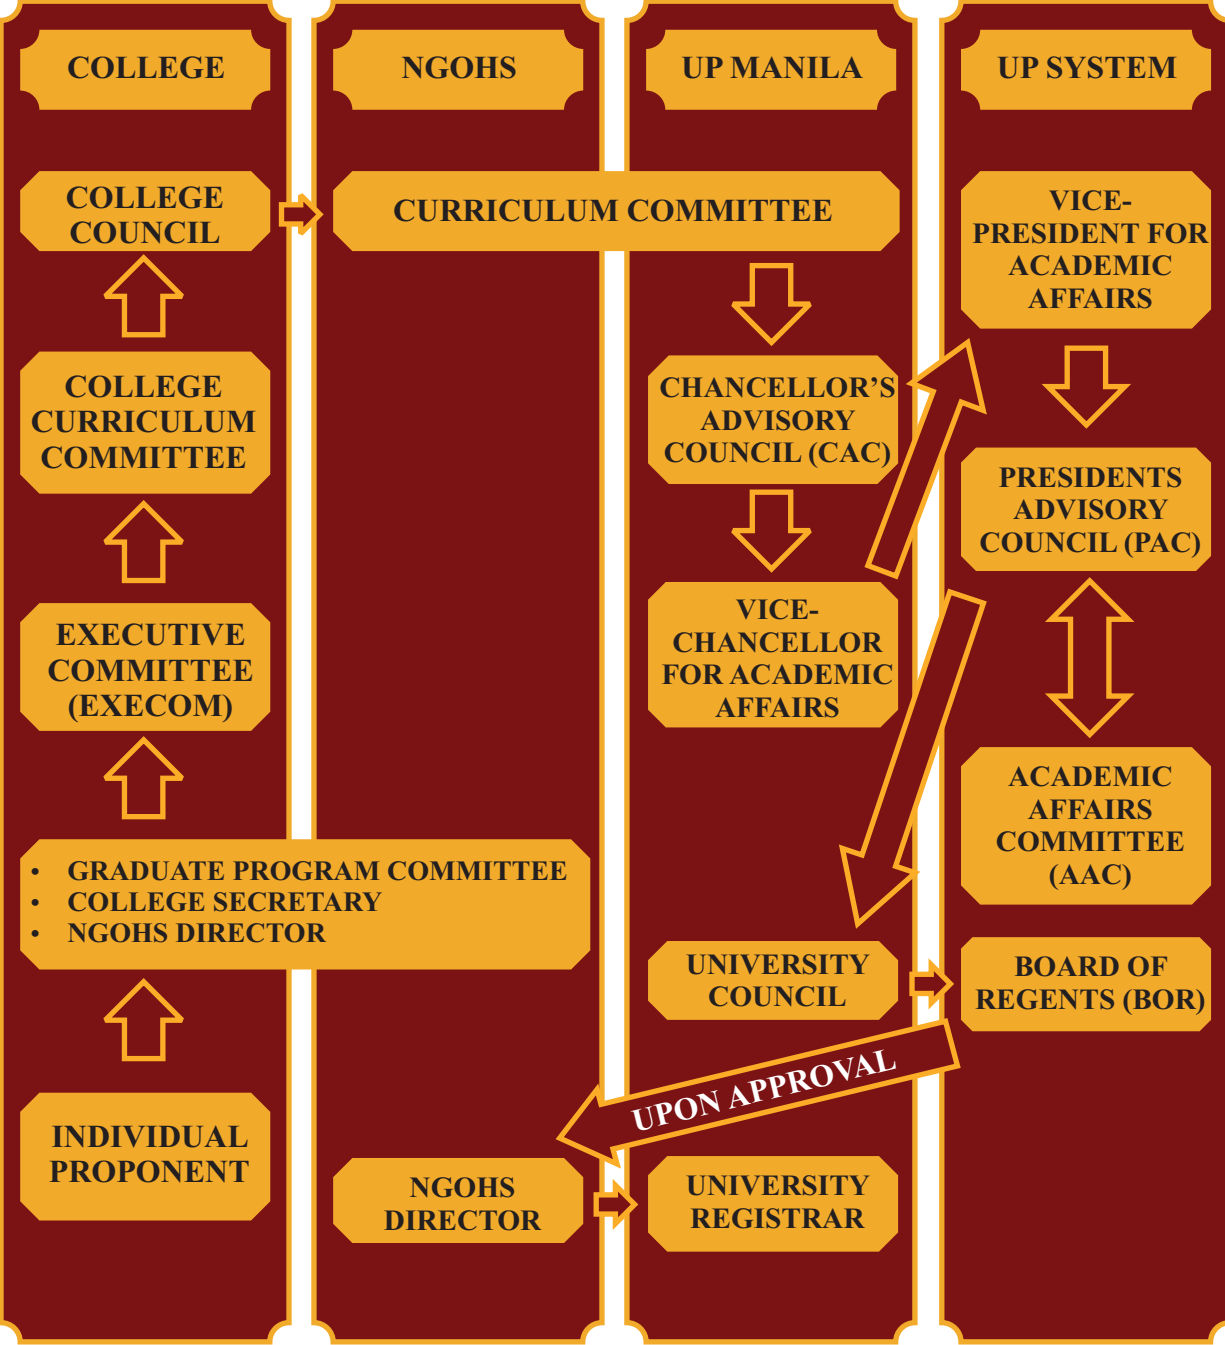 COLLEGE
NGOHS
UP MANILA
UP SYSTEM
COLLEGE
COUNCIL
CURRICULUM COMMITTEE
VICE-
PRESIDENT FOR
ACADEMIC
AFFAIRS
COLLEGE
CURRICULUM
COMMITTEE
CHANCELLOR’S
ADVISORY
COUNCIL (CAC)
PRESIDENTS
ADVISORY
COUNCIL (PAC)
EXECUTIVE
COMMITTEE
(EXECOM)
VICE-
CHANCELLOR
FOR ACADEMIC
AFFAIRS
ACADEMIC
AFFAIRS
COMMITTEE
(AAC)
• GRADUATE PROGRAM COMMITTEE
• COLLEGE SECRETARY
• NGOHS DIRECTOR
UNIVERSITY
COUNCIL
BOARD OF
REGENTS (BOR)
UPON APPROVAL
INDIVIDUAL
PROPONENT
NGOHS
DIRECTOR
UNIVERSITY
REGISTRAR